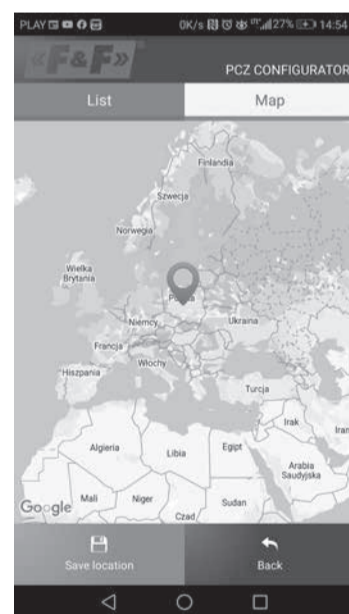 PLAY 0K/s 27% 14:54
«F&F»
PCZ CONFIGURATOR
List Map
Finlandia
Szwecja
Norwegia
Wielka
Brytania
Niemcy
Ukraina
Francja
Włochy
Hiszpania
Turcja
Irak
Iran
Algieria
Libia
Egipt
Arabia
Saudyjska
Google
Mali
Niger
Sudan
Czad
Save location Back